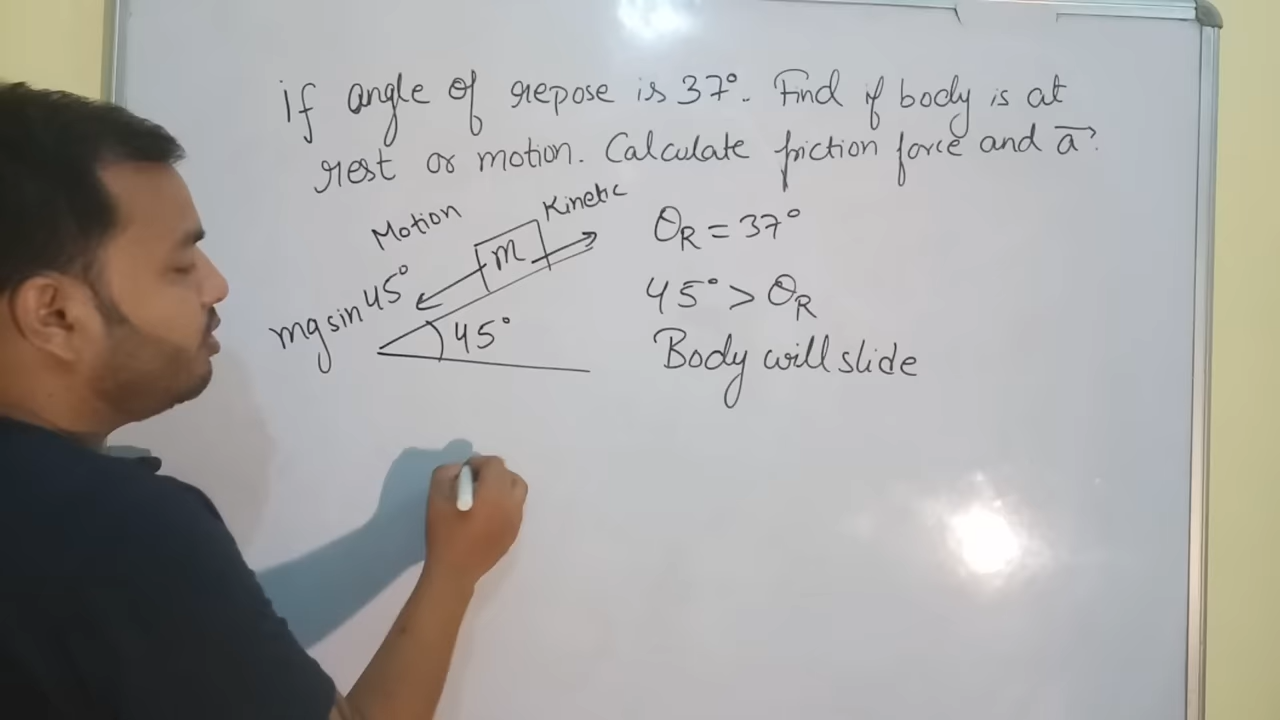 if angle of repose is 37°. Find if body is at
rest or motion. Calculate friction force and a⃗.
Motion
Kinetic
m
mg sin 45°
45°
θR = 37°
45° > θR
Body will slide